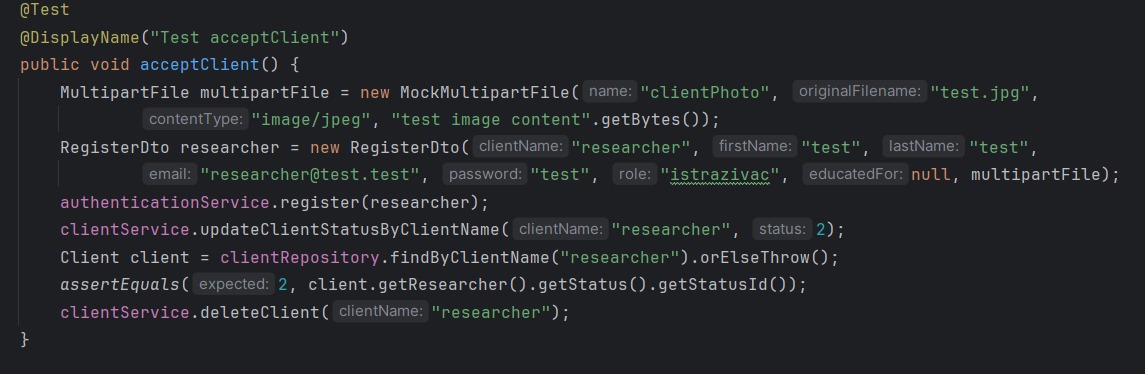 @Test
@DisplayName("Test acceptClient")
public void acceptClient() {
MultipartFile multipartFile = new MockMultipartFile( name: "clientPhoto", originalFilename: "test.jpg",
contentType: "image/jpeg", "test image content".getBytes());
RegisterDto researcher = new RegisterDto( clientName: "researcher", firstName: "test", lastName: "test",
email: "researcher@test.test", password: "test", role: "istrazivac", educatedFor: null, multipartFile);
authenticationService.register(researcher);
clientService.updateClientStatusByClientName( clientName: "researcher", status: 2);
Client client = clientRepository.findByClientName("researcher").orElseThrow();
assertEquals( expected: 2, client.getResearcher().getStatus().getStatusId());
clientService.deleteClient( clientName: "researcher");
}